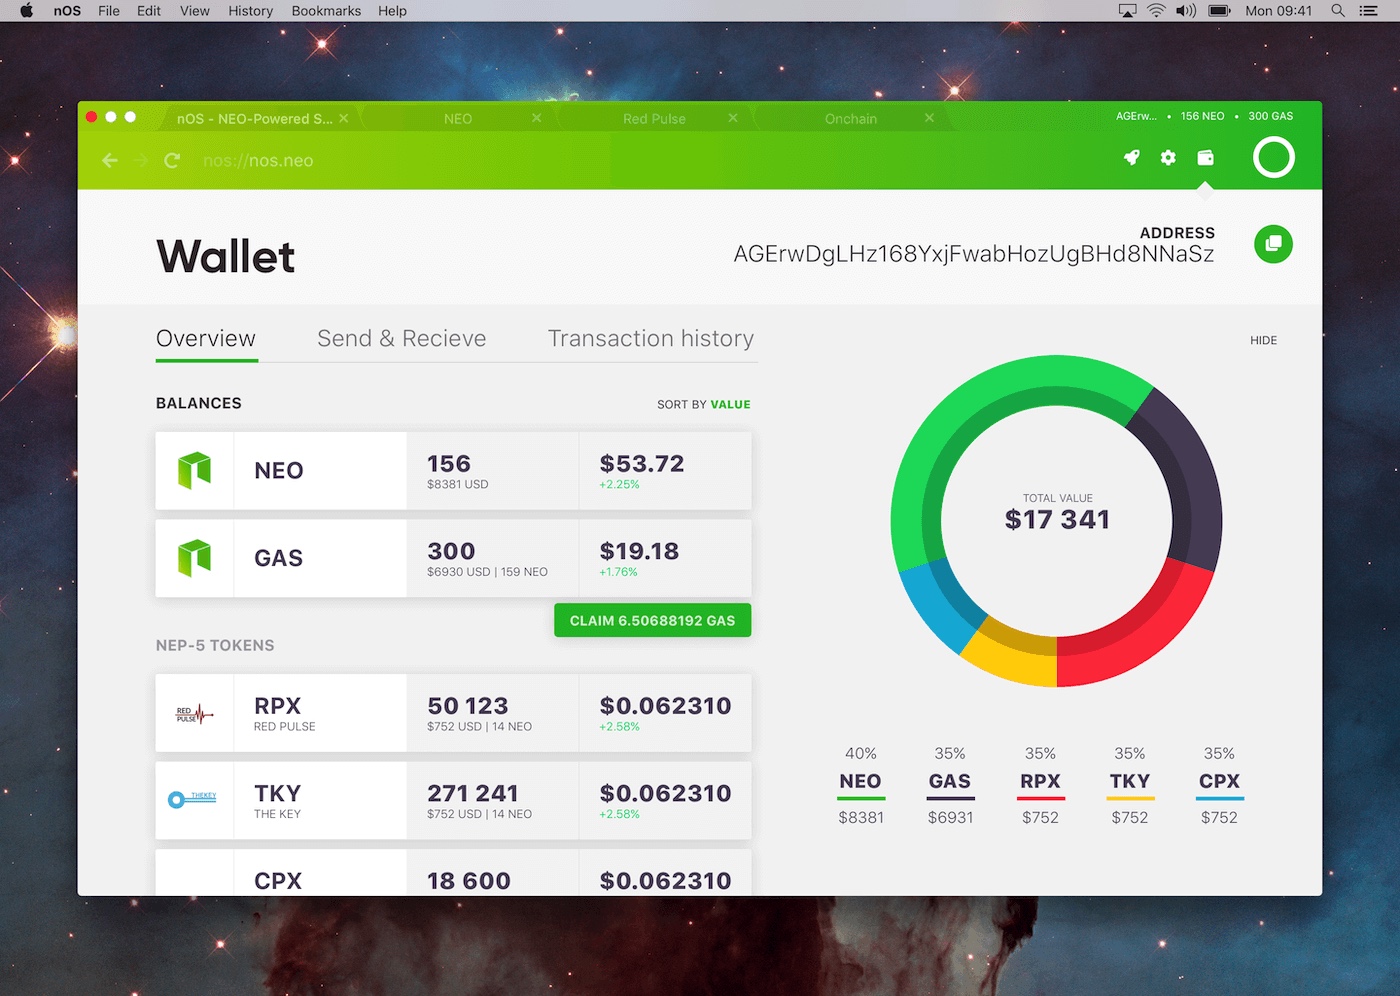 nOS File Edit View History Bookmarks Help Mon 09:41
nOS - NEO-Powered S... NEO Red Pulse Onchain AGErw... • 156 NEO • 300 GAS
nos://nos.neo
Wallet
ADDRESS
AGErwDgLHz168YxjFwabHozUgBHd8NNaSz
Overview Send & Recieve Transaction history
HIDE
BALANCES SORT BY VALUE
NEO 156 $53.72
$8381 USD +2.25%
GAS 300 $19.18
$6930 USD | 159 NEO +1.76%
CLAIM 6.50688192 GAS
NEP-5 TOKENS
RED PULSE
RPX 50 123 $0.062310
RED PULSE $752 USD | 14 NEO +2.58%
THEKEY
TKY 271 241 $0.062310
THE KEY $752 USD | 14 NEO +2.58%
CPX 18 600 $0.062310
TOTAL VALUE
$17 341
40% 35% 35% 35% 35%
NEO GAS RPX TKY CPX
$8381 $6931 $752 $752 $752